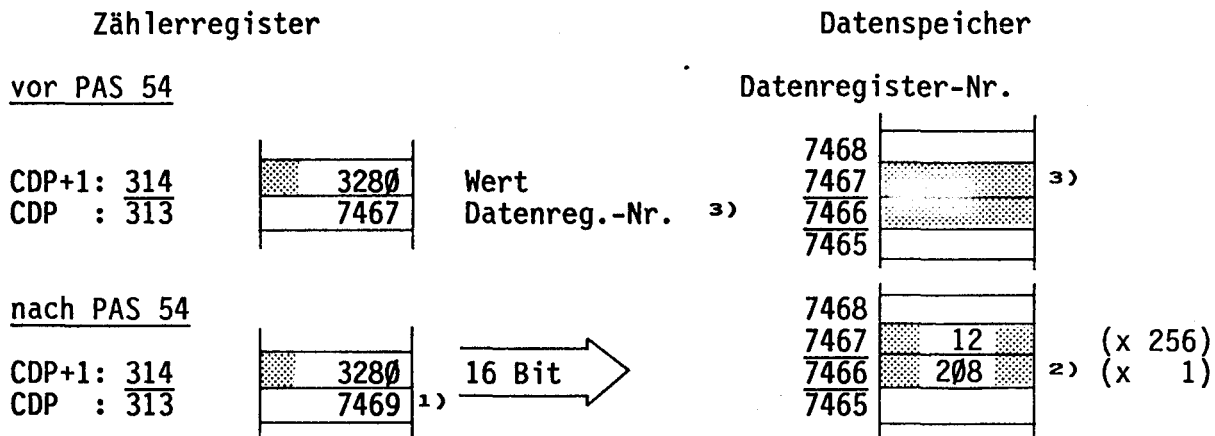 Zählerregister Datenspeicher
vor PAS 54 Datenregister-Nr.
7468
CDP+1: 314 3280 Wert 7467 3)
CDP : 313 7467 Datenreg.-Nr. 3) 7466
7465
nach PAS 54 7468
7467 12 (x 256)
CDP+1: 314 3280 16 Bit 7466 208 2) (x 1)
CDP : 313 7469 1) 7465